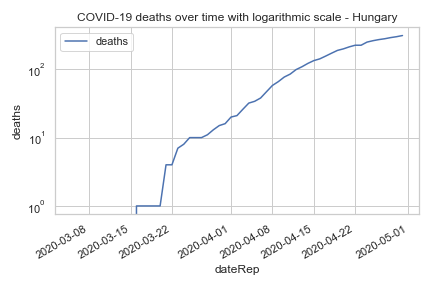 COVID-19 deaths over time with logarithmic scale - Hungary
deaths
deaths
10²
10¹
10⁰
2020-03-08
2020-03-15
2020-03-22
2020-04-01
2020-04-08
2020-04-15
2020-04-22
2020-05-01
dateRep